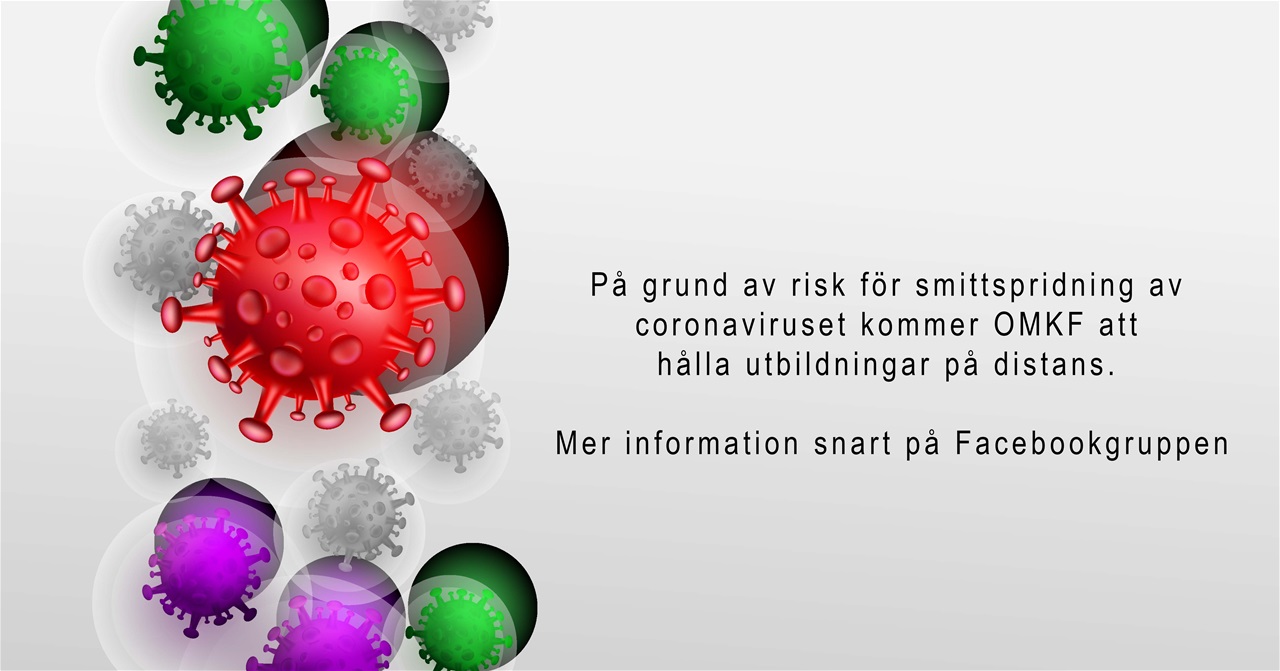 På grund av risk för smittspridning av
coronaviruset kommer OMKF att
hålla utbildningar på distans.
Mer information snart på Facebookgruppen